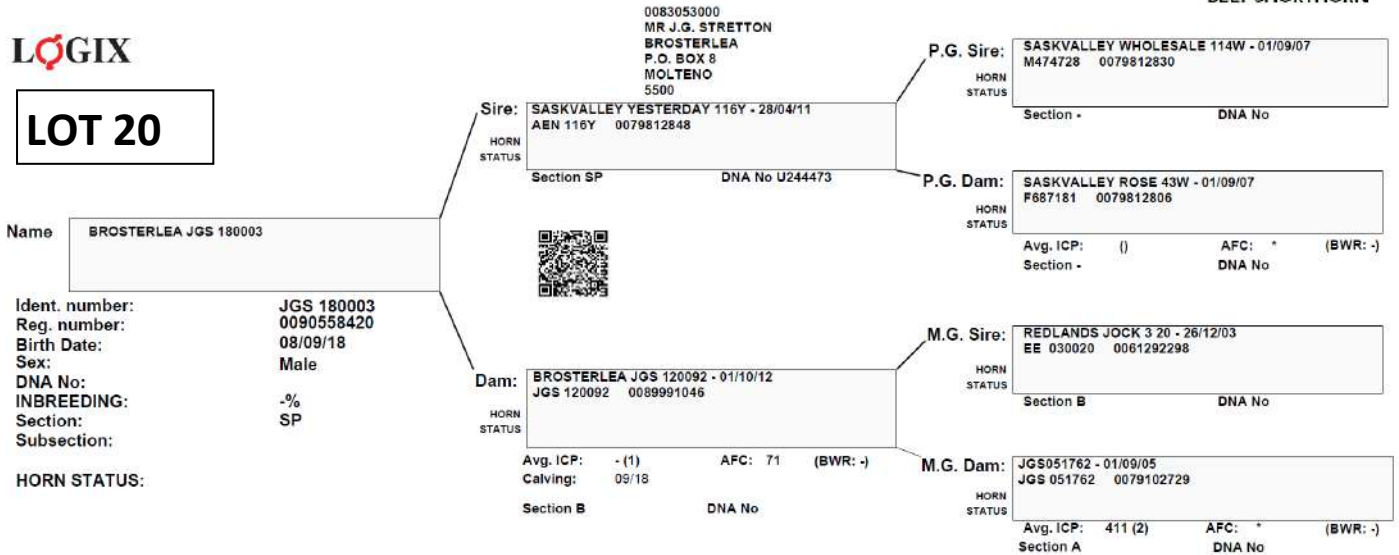 LOGIX
LOT 20
0083053000
MR J.G. STRETTON
BROSTERLEA
P.O. BOX 8
MOLTENO
5500
Name BROSTERLEA JGS 180003
Ident. number: JGS 180003
Reg. number: 0090558420
Birth Date: 08/09/18
Sex: Male
DNA No:
INBREEDING: -%
Section: SP
Subsection:
HORN STATUS:
Sire: SASKVALLEY YESTERDAY 116Y - 28/04/11
AEN 116Y 0079812848
HORN
STATUS
Section SP DNA No U244473
Dam: BROSTERLEA JGS 120092 - 01/10/12
JGS 120092 0089991046
HORN
STATUS
Avg. ICP: - (1) AFC: 71 (BWR: -)
Calving: 09/18
Section B DNA No
P.G. Sire: SASKVALLEY WHOLESALE 114W - 01/09/07
M474728 0079812830
HORN
STATUS
Section - DNA No
P.G. Dam: SASKVALLEY ROSE 43W - 01/09/07
F687181 0079812806
HORN
STATUS
Avg. ICP: () AFC: * (BWR: -)
Section - DNA No
M.G. Sire: REDLANDS JOCK 3 20 - 26/12/03
EE 030020 0061292298
HORN
STATUS
Section B DNA No
M.G. Dam: JGS051762 - 01/09/05
JGS 051762 0079102729
HORN
STATUS
Avg. ICP: 411 (2) AFC: * (BWR: -)
Section A DNA No